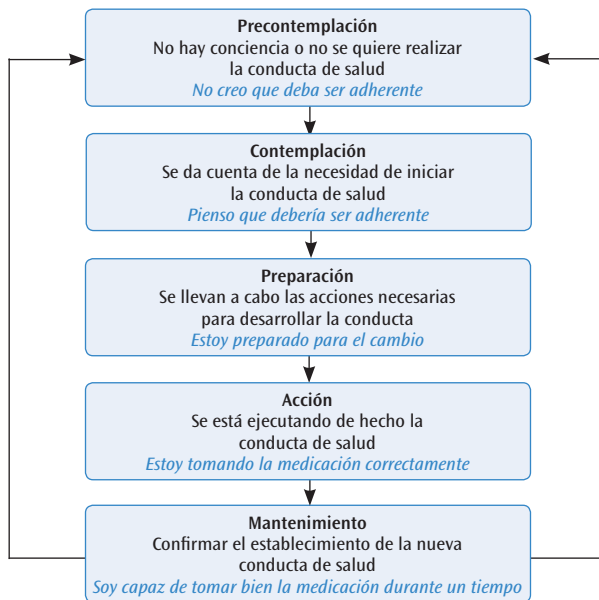 Precontemplación
No hay conciencia o no se quiere realizar
la conducta de salud
No creo que deba ser adherente
Contemplación
Se da cuenta de la necesidad de iniciar
la conducta de salud
Pienso que debería ser adherente
Preparación
Se llevan a cabo las acciones necesarias
para desarrollar la conducta
Estoy preparado para el cambio
Acción
Se está ejecutando de hecho la
conducta de salud
Estoy tomando la medicación correctamente
Mantenimiento
Confirmar el establecimiento de la nueva
conducta de salud
Soy capaz de tomar bien la medicación durante un tiempo